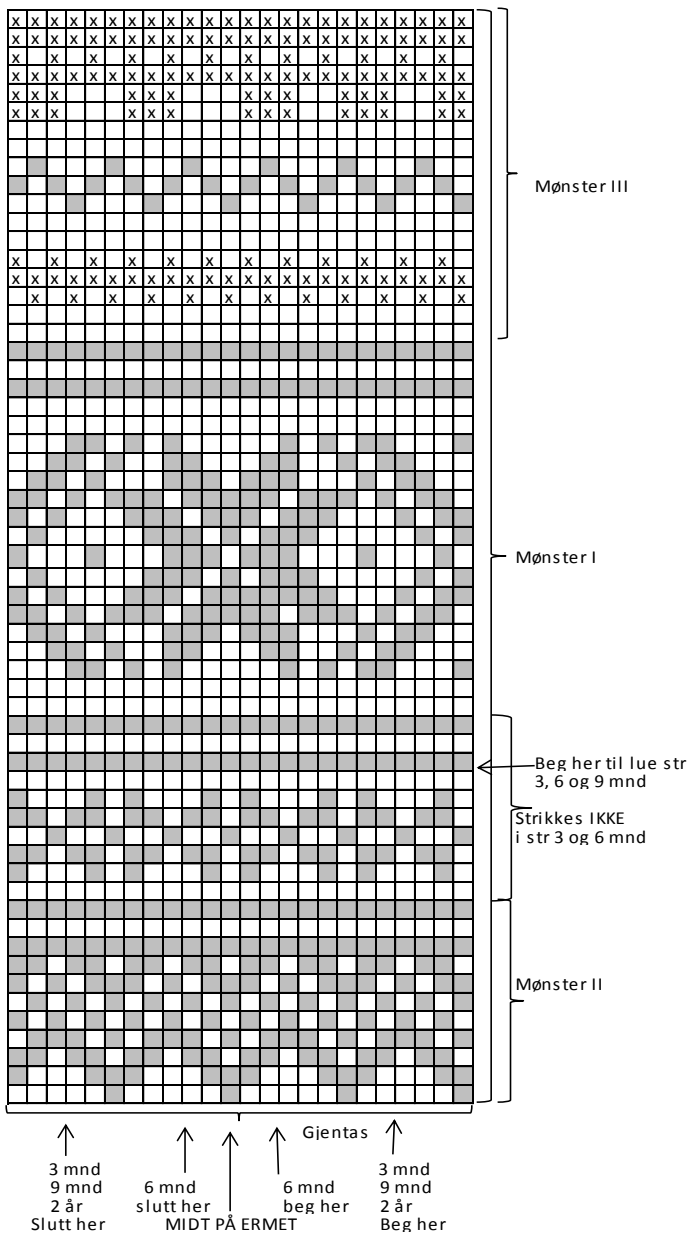 Mønster III
Mønster I
Beg her til lue str
3, 6 og 9 mnd
Strikkes IKKE
i str 3 og 6 mnd
Mønster II
Gjentas
3 mnd
9 mnd
2 år
Slutt her
6 mnd
slutt her
MIDT PÅ ERMET
6 mnd
beg her
3 mnd
9 mnd
2 år
Beg her